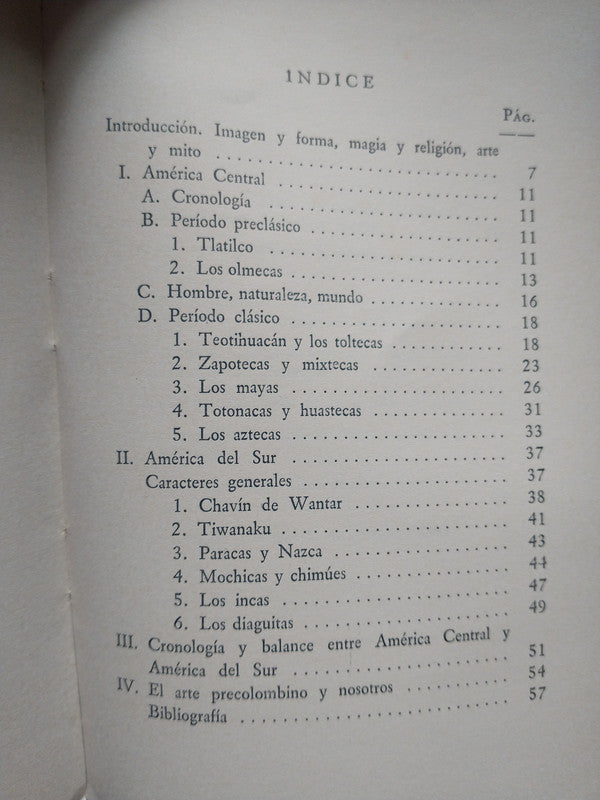 INDICE
PÁG.
Introducción. Imagen y forma, magia y religión, arte
y mito .............................. 7
I. América Central .............................. 11
A. Cronología .............................. 11
B. Período preclásico .............................. 11
1. Tlatilco .............................. 11
2. Los olmecas .............................. 13
C. Hombre, naturaleza, mundo .............................. 16
D. Período clásico .............................. 18
1. Teotihuacán y los toltecas .............................. 18
2. Zapotecas y mixtecas .............................. 23
3. Los mayas .............................. 26
4. Totonacas y huastecas .............................. 31
5. Los aztecas .............................. 33
II. América del Sur .............................. 37
Caracteres generales .............................. 37
1. Chavín de Wantar .............................. 38
2. Tiwanaku .............................. 41
3. Paracas y Nazca .............................. 43
4. Mochicas y chimúes .............................. 44
5. Los incas .............................. 47
6. Los diaguitas .............................. 49
III. Cronología y balance entre América Central y
América del Sur .............................. 51
IV. El arte precolombino y nosotros .............................. 54
Bibliografía .............................. 57